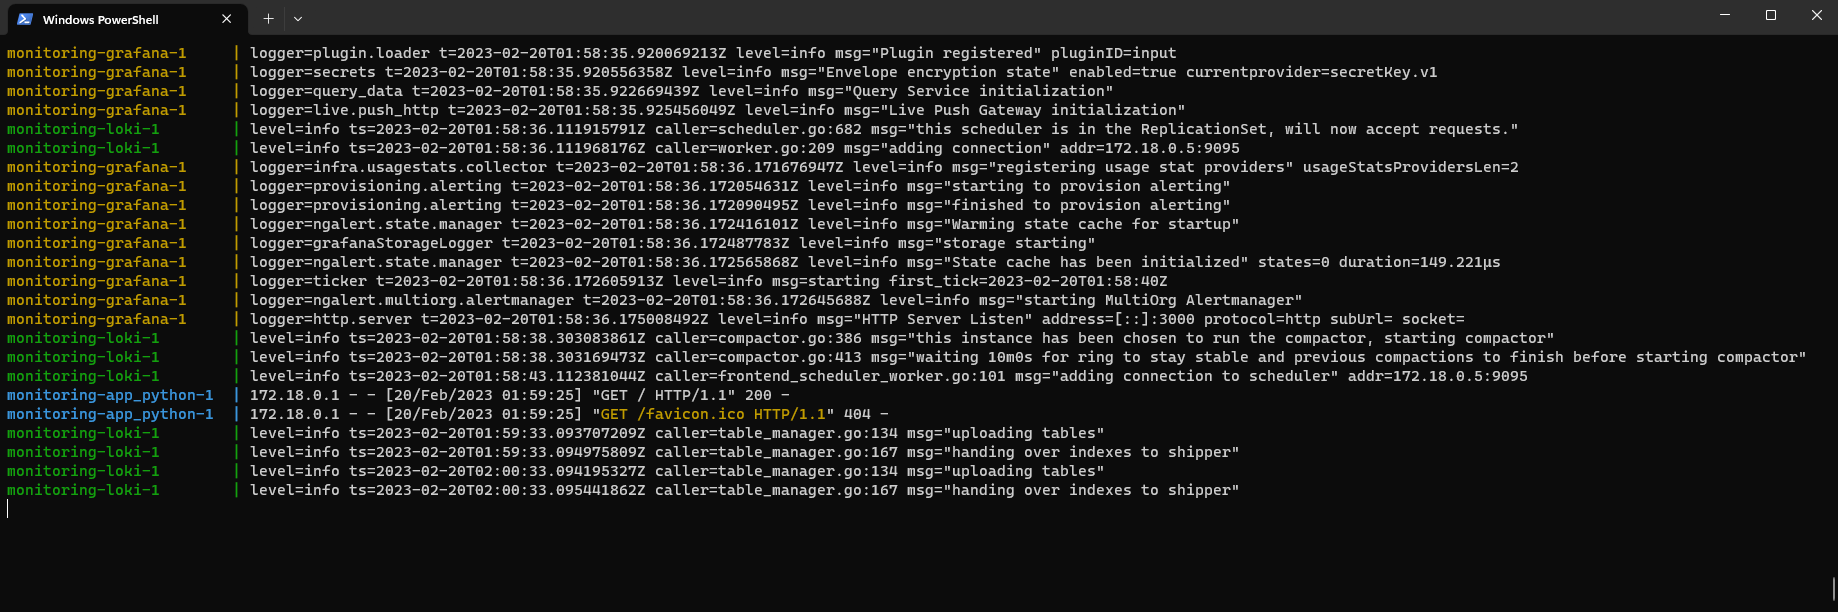 Windows PowerShell
monitoring-grafana-1 | logger=plugin.loader t=2023-02-20T01:58:35.920069213Z level=info msg="Plugin registered" pluginID=input
monitoring-grafana-1 | logger=secrets t=2023-02-20T01:58:35.920556358Z level=info msg="Envelope encryption state" enabled=true currentprovider=secretKey.v1
monitoring-grafana-1 | logger=query_data t=2023-02-20T01:58:35.922669439Z level=info msg="Query Service initialization"
monitoring-grafana-1 | logger=live.push_http t=2023-02-20T01:58:35.925456049Z level=info msg="Live Push Gateway initialization"
monitoring-loki-1 | level=info ts=2023-02-20T01:58:36.111915791Z caller=scheduler.go:682 msg="this scheduler is in the ReplicationSet, will now accept requests."
monitoring-loki-1 | level=info ts=2023-02-20T01:58:36.111968176Z caller=worker.go:209 msg="adding connection" addr=172.18.0.5:9095
monitoring-grafana-1 | logger=infra.usagestats.collector t=2023-02-20T01:58:36.171676947Z level=info msg="registering usage stat providers" usageStatsProvidersLen=2
monitoring-grafana-1 | logger=provisioning.alerting t=2023-02-20T01:58:36.172054631Z level=info msg="starting to provision alerting"
monitoring-grafana-1 | logger=provisioning.alerting t=2023-02-20T01:58:36.172090495Z level=info msg="finished to provision alerting"
monitoring-grafana-1 | logger=ngalert.state.manager t=2023-02-20T01:58:36.172416101Z level=info msg="Warming state cache for startup"
monitoring-grafana-1 | logger=grafanaStorageLogger t=2023-02-20T01:58:36.172487783Z level=info msg="storage starting"
monitoring-grafana-1 | logger=ngalert.state.manager t=2023-02-20T01:58:36.172565868Z level=info msg="State cache has been initialized" states=0 duration=149.221µs
monitoring-grafana-1 | logger=ticker t=2023-02-20T01:58:36.172605913Z level=info msg=starting first_tick=2023-02-20T01:58:40Z
monitoring-grafana-1 | logger=ngalert.multiorg.alertmanager t=2023-02-20T01:58:36.172645688Z level=info msg="starting MultiOrg Alertmanager"
monitoring-grafana-1 | logger=http.server t=2023-02-20T01:58:36.175008492Z level=info msg="HTTP Server Listen" address=[::]:3000 protocol=http subUrl= socket=
monitoring-loki-1 | level=info ts=2023-02-20T01:58:38.303083861Z caller=compactor.go:386 msg="this instance has been chosen to run the compactor, starting compactor"
monitoring-loki-1 | level=info ts=2023-02-20T01:58:38.303169473Z caller=compactor.go:413 msg="waiting 10m0s for ring to stay stable and previous compactions to finish before starting compactor"
monitoring-loki-1 | level=info ts=2023-02-20T01:58:43.112381044Z caller=frontend_scheduler_worker.go:101 msg="adding connection to scheduler" addr=172.18.0.5:9095
monitoring-app_python-1 | 172.18.0.1 - - [20/Feb/2023 01:59:25] "GET / HTTP/1.1" 200 -
monitoring-app_python-1 | 172.18.0.1 - - [20/Feb/2023 01:59:25] "GET /favicon.ico HTTP/1.1" 404 -
monitoring-loki-1 | level=info ts=2023-02-20T01:59:33.093707209Z caller=table_manager.go:134 msg="uploading tables"
monitoring-loki-1 | level=info ts=2023-02-20T01:59:33.094975809Z caller=table_manager.go:167 msg="handing over indexes to shipper"
monitoring-loki-1 | level=info ts=2023-02-20T02:00:33.094195327Z caller=table_manager.go:134 msg="uploading tables"
monitoring-loki-1 | level=info ts=2023-02-20T02:00:33.095441862Z caller=table_manager.go:167 msg="handing over indexes to shipper"